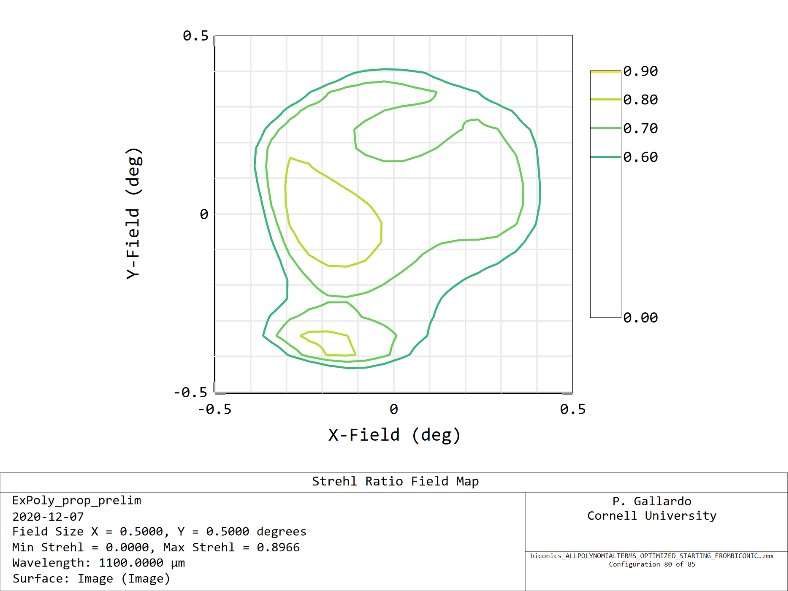 0.5
0
-0.5
Y-Field (deg)
-0.5
0
0.5
X-Field (deg)
0.90
0.80
0.70
0.60
0.00
Strehl Ratio Field Map
ExPoly_prop_prelim
2020-12-07
Field Size X = 0.5000, Y = 0.5000 degrees
Min Strehl = 0.0000, Max Strehl = 0.8966
Wavelength: 1100.0000 µm
Surface: Image (Image)
P. Gallardo
Cornell University
biconics_ALLPOLYNOMIALTERMS_OPTIMIZED_STARTING_FROMBICONIC.zmx
Configuration 80 of 85